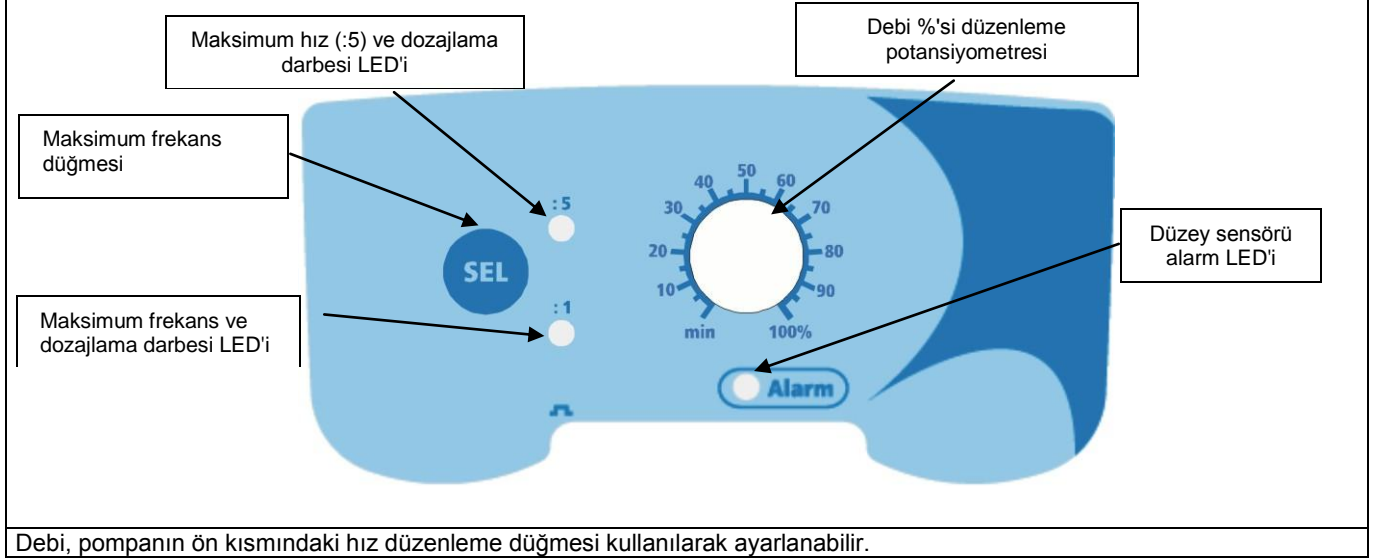 Maksimum hız (:5) ve dozajlama
darbesi LED'i
Debi %'si düzenleme
potansiyometresi
Maksimum frekans
düğmesi
Düzey sensörü
alarm LED'i
Maksimum frekans ve
dozajlama darbesi LED'i
SEL
: 5
: 1
min
10
20
30
40
50
60
70
80
90
100%
Alarm
Debi, pompanın ön kısmındaki hız düzenleme düğmesi kullanılarak ayarlanabilir.